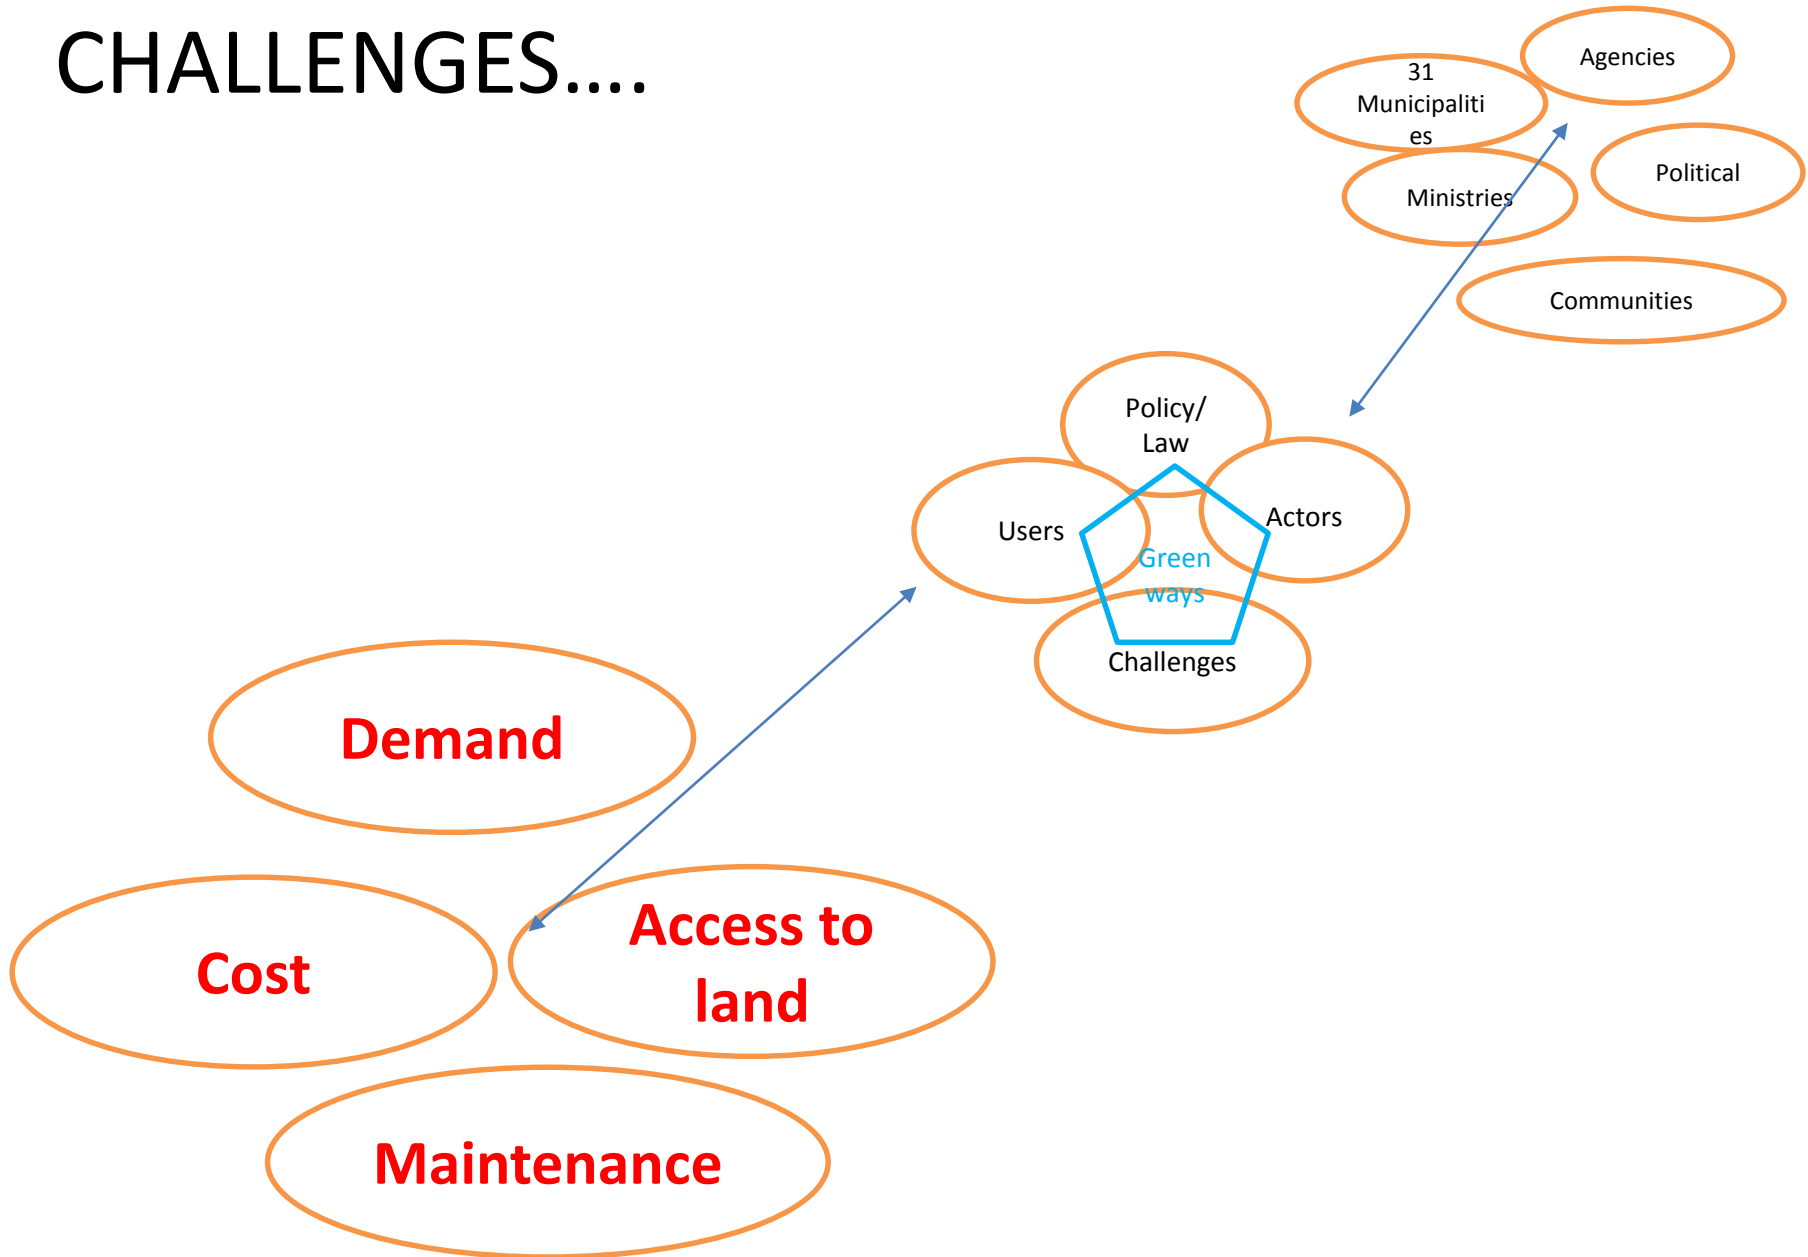 CHALLENGES....
Agencies
31
Municipaliti
es
Political
Ministries
Communities
Policy/
Law
Users
Actors
Green
ways
Challenges
Demand
Cost
Access to
land
Maintenance